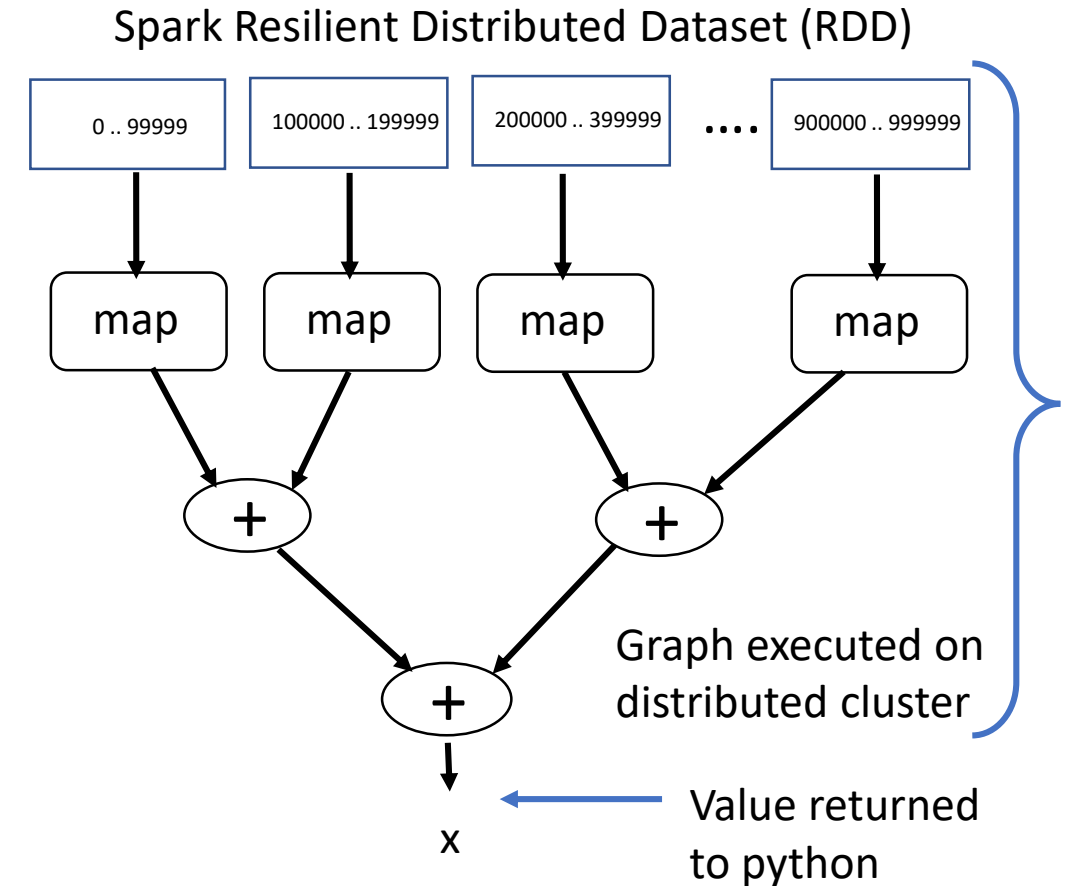 Spark Resilient Distributed Dataset (RDD)
0 .. 99999
100000 .. 199999
200000 .. 399999
....
900000 .. 999999
map
map
map
map
+
+
+
Graph executed on
distributed cluster
x
Value returned
to python